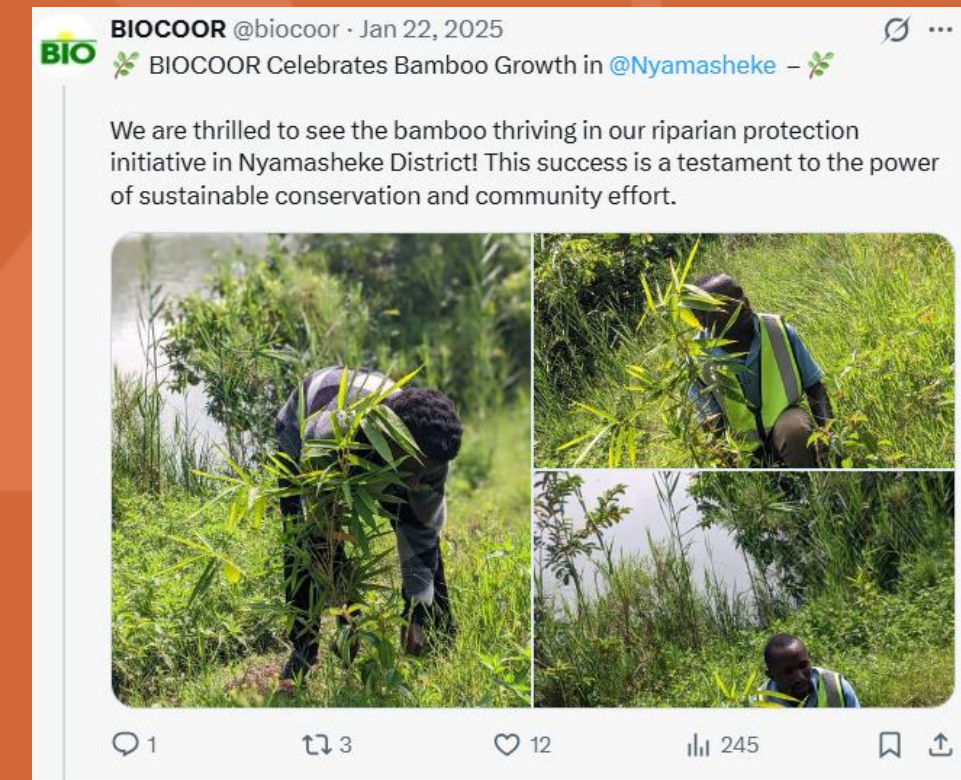 BIO
BIOCOOR @biocoor · Jan 22, 2025
🌿 BIOCOOR Celebrates Bamboo Growth in @Nyamasheke – 🌿
We are thrilled to see the bamboo thriving in our riparian protection
initiative in Nyamasheke District! This success is a testament to the power
of sustainable conservation and community effort.
1 3 12 245